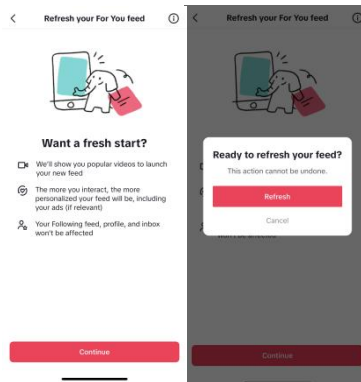 Refresh your For You feed
Want a fresh start?
We'll show you popular videos to launch
your new feed
The more you interact, the more
personalized your feed will be, including
your ads (if relevant)
Your Following feed, profile, and inbox
won't be affected
Continue
Refresh your For You feed
Ready to refresh your feed?
This action cannot be undone.
Refresh
Cancel
won't be affected
Continue